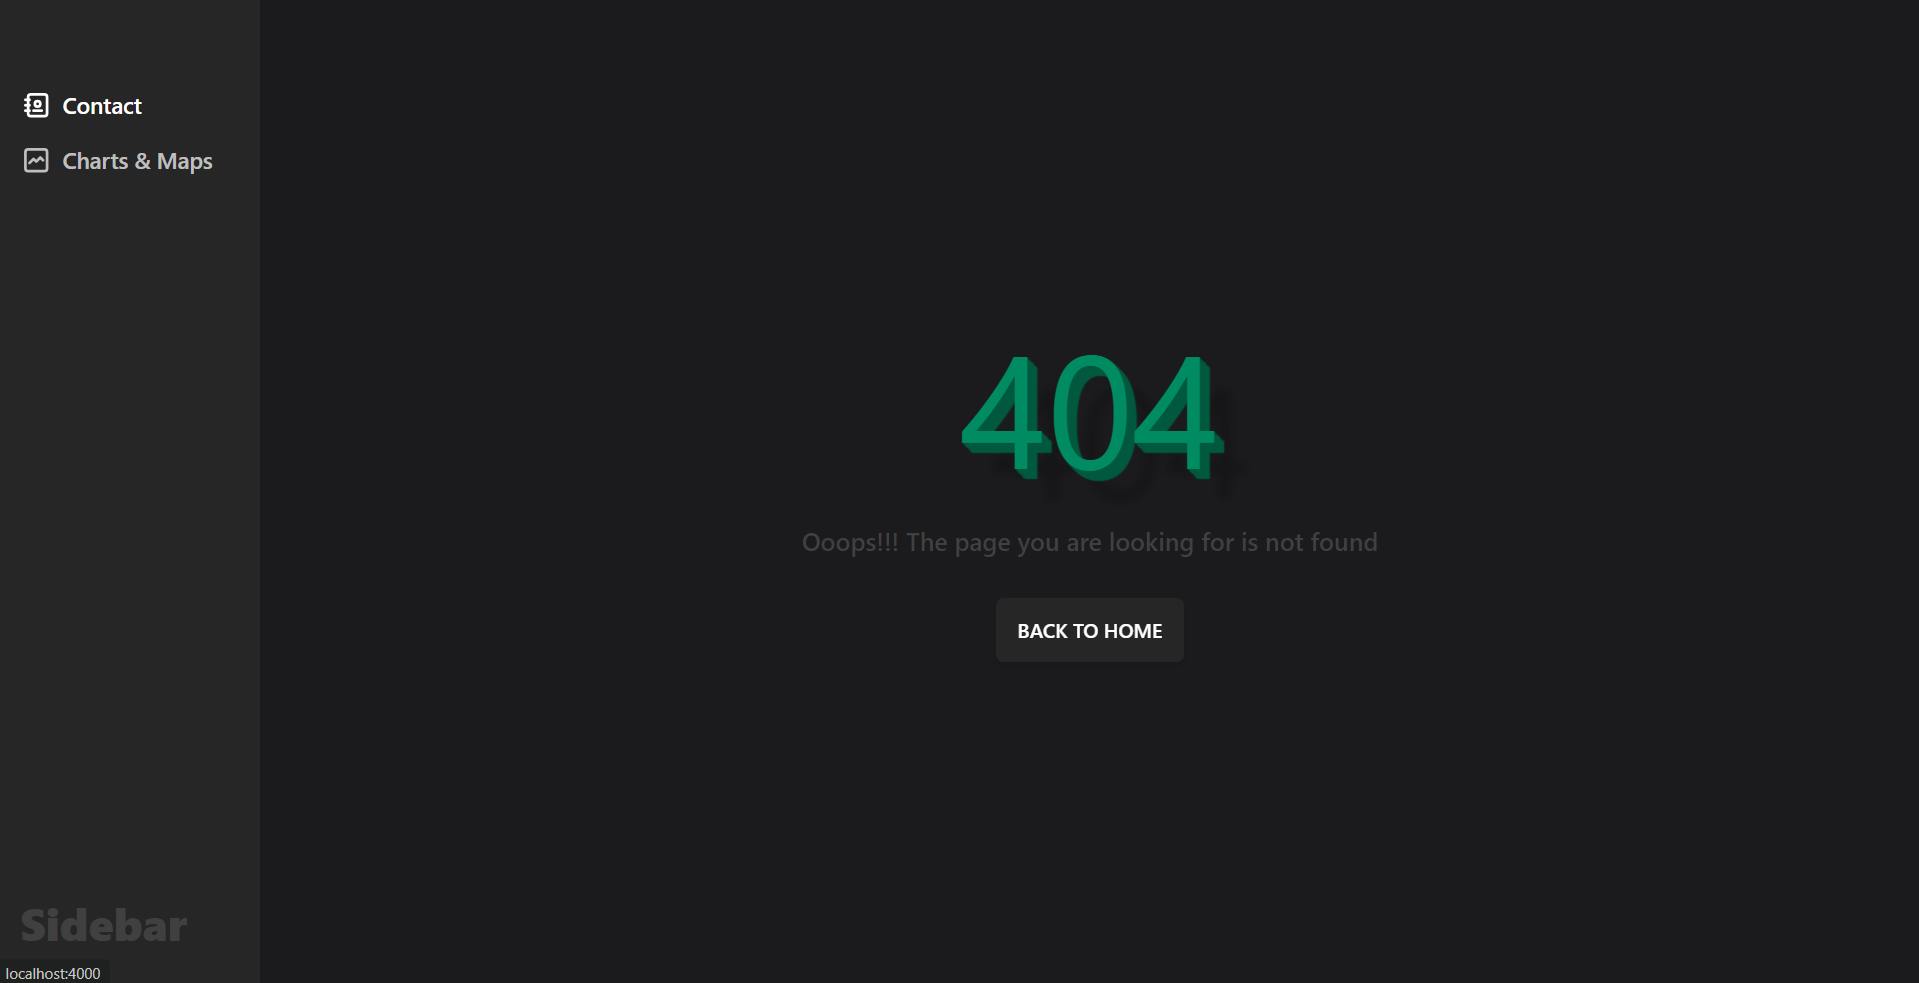 Contact
Charts & Maps
404
Ooops!!! The page you are looking for is not found
BACK TO HOME
Sidebar
localhost:4000